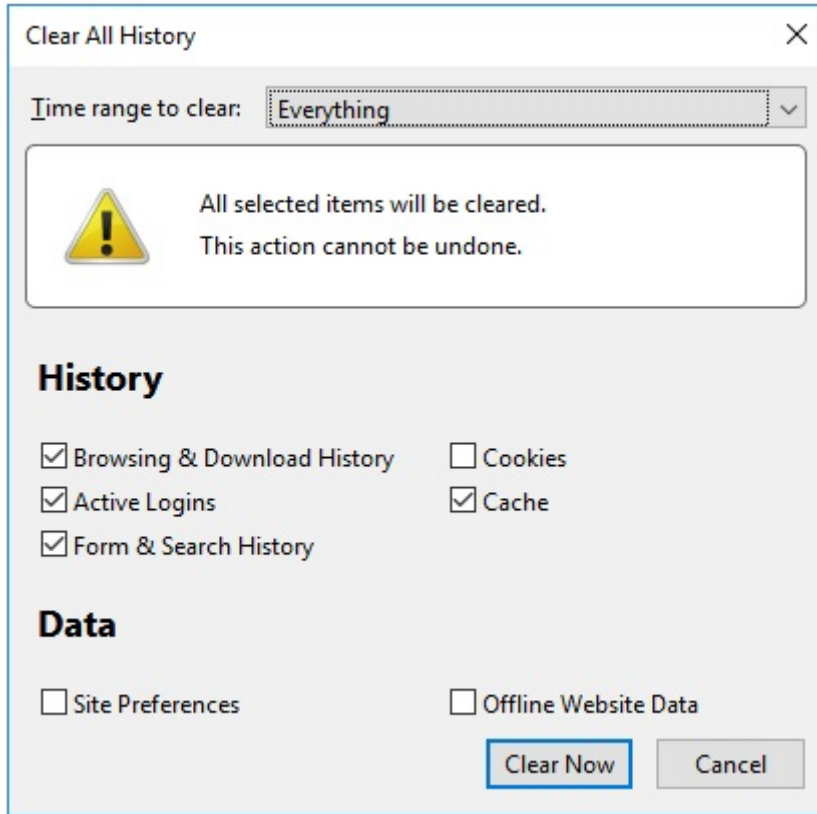 Clear All History
Time range to clear: Everything
All selected items will be cleared.
This action cannot be undone.
History
Browsing & Download History Cookies
Active Logins Cache
Form & Search History
Data
Site Preferences Offline Website Data
Clear Now Cancel